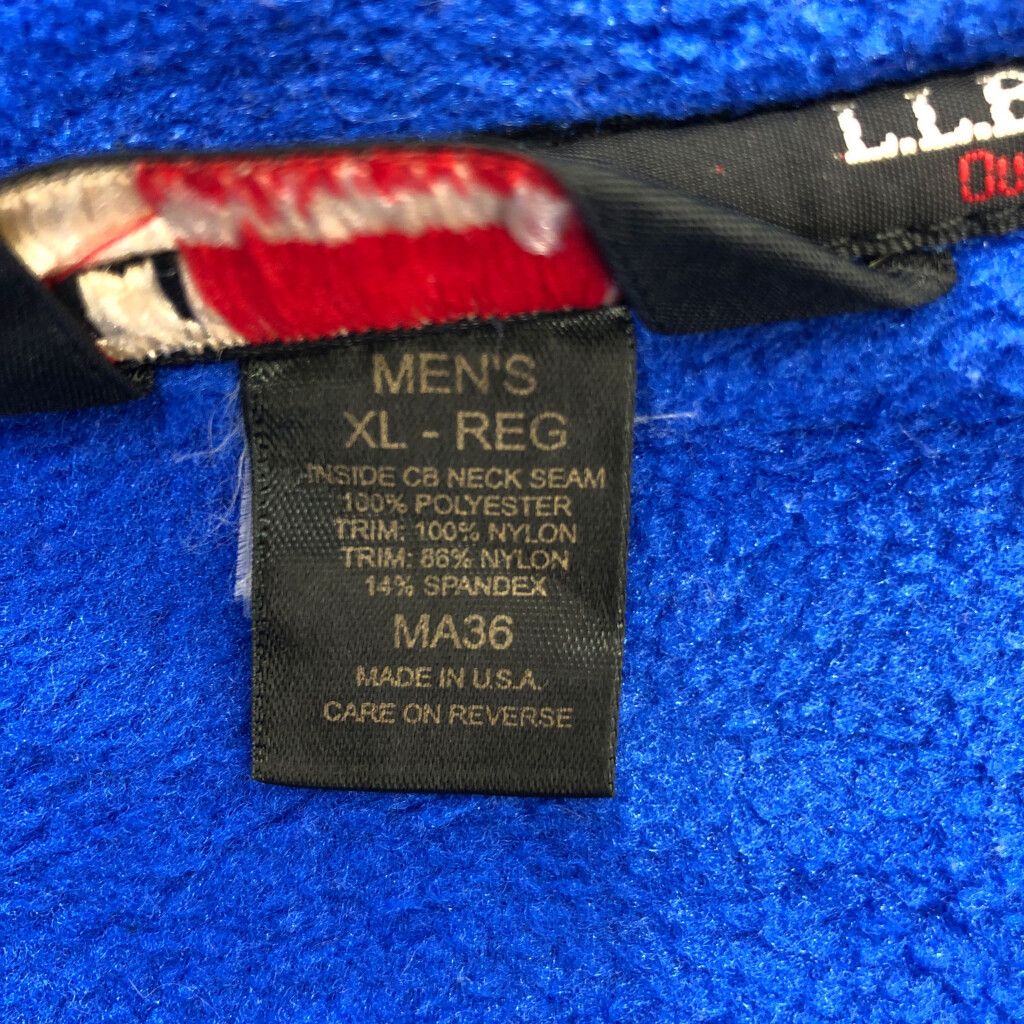 L.L.B
Ou
MEN'S
XL - REG
INSIDE CB NECK SEAM
100% POLYESTER
TRIM: 100% NYLON
TRIM: 86% NYLON
14% SPANDEX
MA36
MADE IN U.S.A.
CARE ON REVERSE